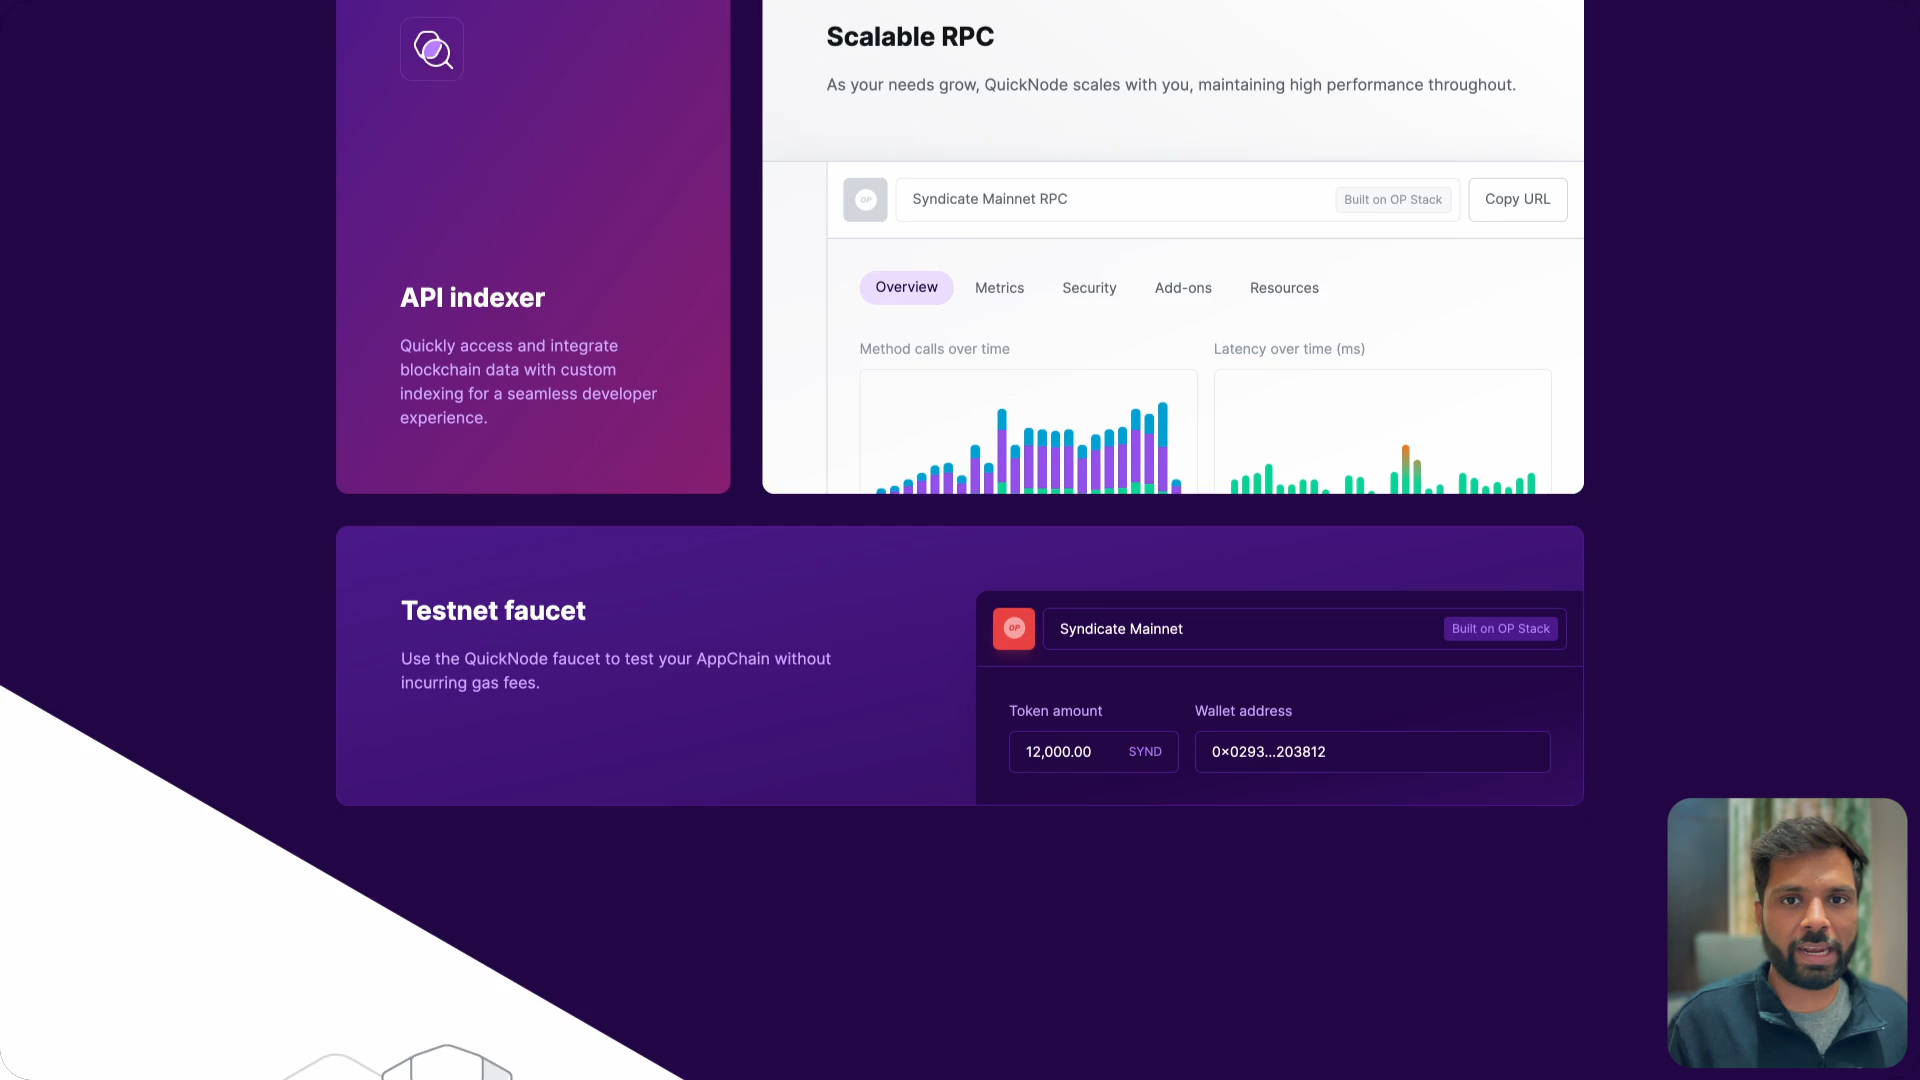 API indexer
Quickly access and integrate
blockchain data with custom
indexing for a seamless developer
experience.
Scalable RPC
As your needs grow, QuickNode scales with you, maintaining high performance throughout.
OP
Syndicate Mainnet RPC
Built on OP Stack
Copy URL
Overview
Metrics
Security
Add-ons
Resources
Method calls over time
Latency over time (ms)
Testnet faucet
Use the QuickNode faucet to test your AppChain without
incurring gas fees.
OP
Syndicate Mainnet
Built on OP Stack
Token amount
Wallet address
12,000.00
SYND
0×0293...203812